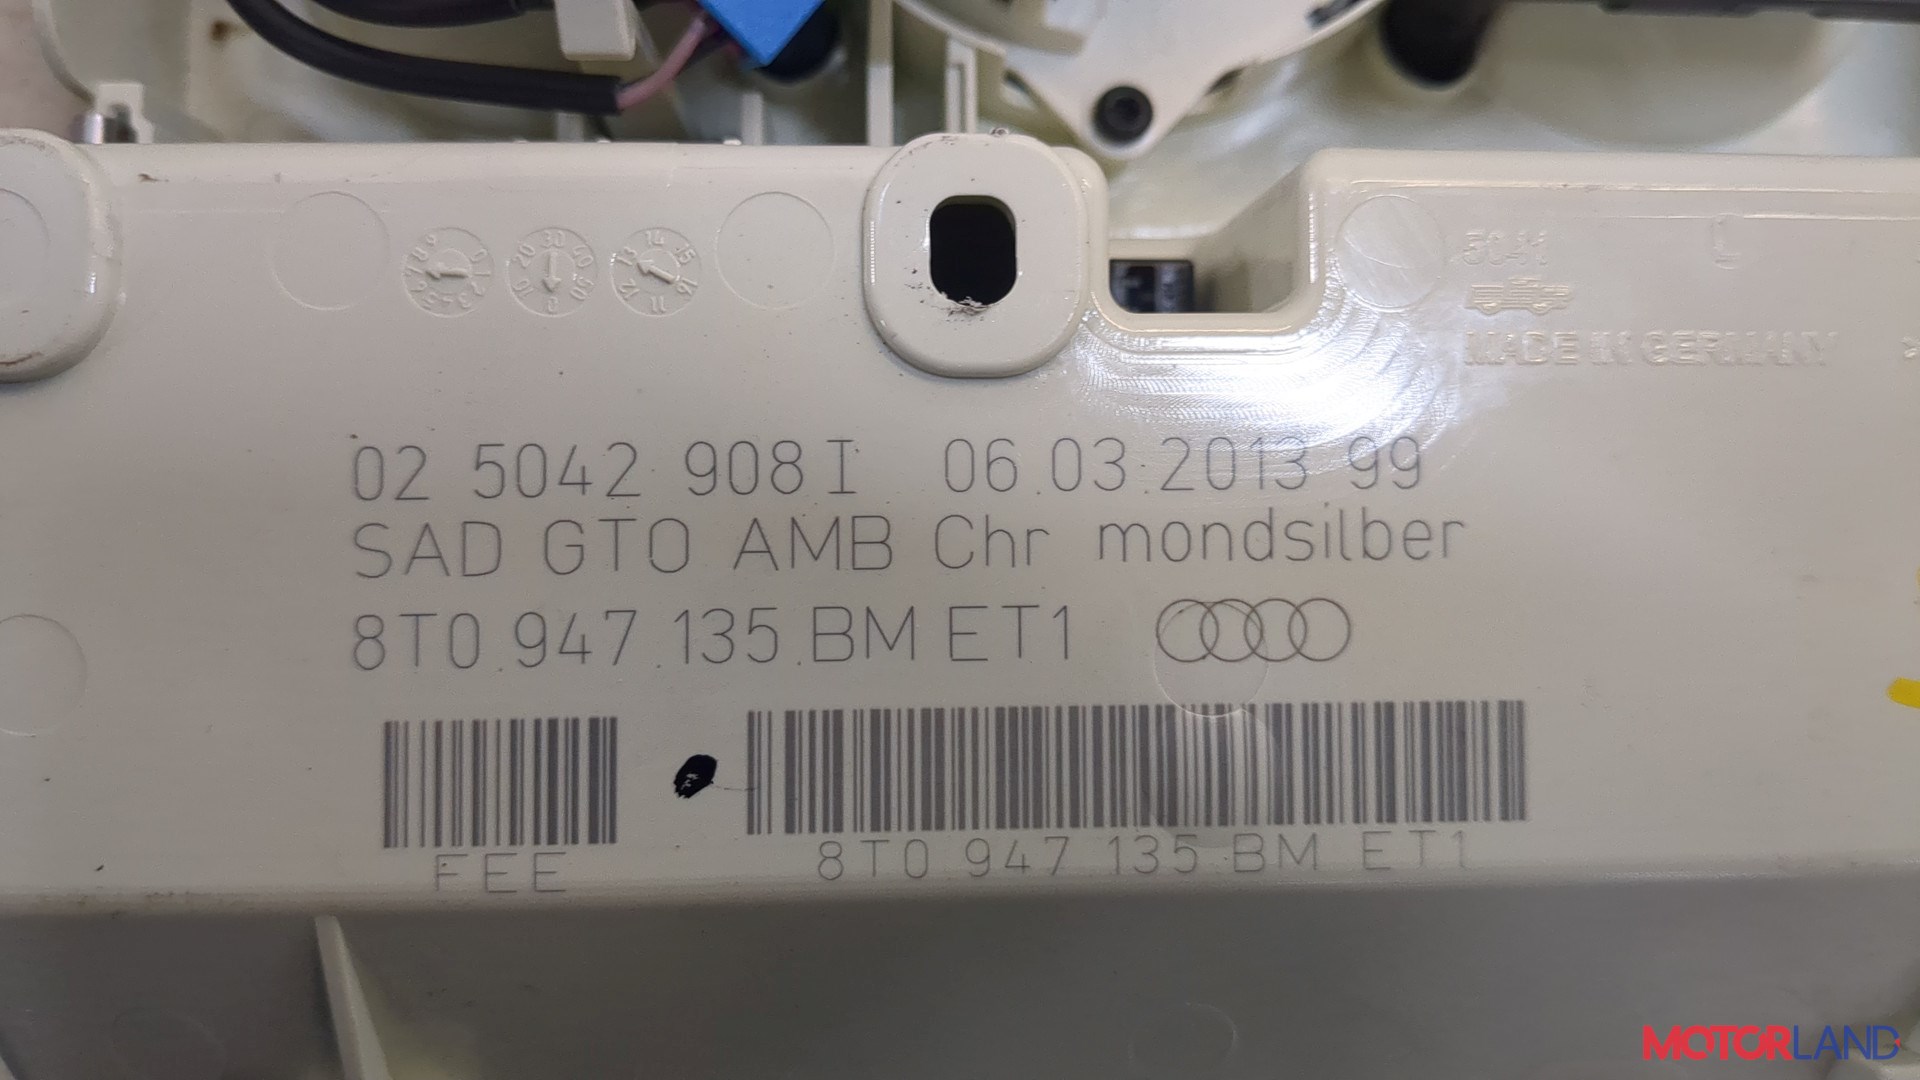 5041
MADE IN GERMANY
02 5042 908 I 06.03.2013 99
SAD GTO AMB Chr mondsilber
8T0.947.135.BM ET1
FEE
8T0 947 135 BM ET1
MOTORLAND